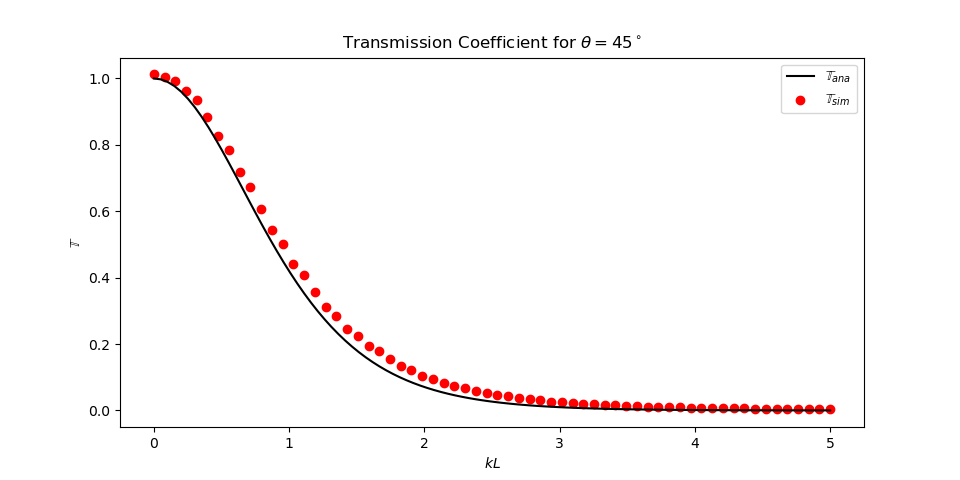 Transmission Coefficient for θ = 45°
𝕋ana
𝕋sim
1.0
0.8
0.6
0.4
0.2
0.0
𝕋
0 1 2 3 4 5
kL